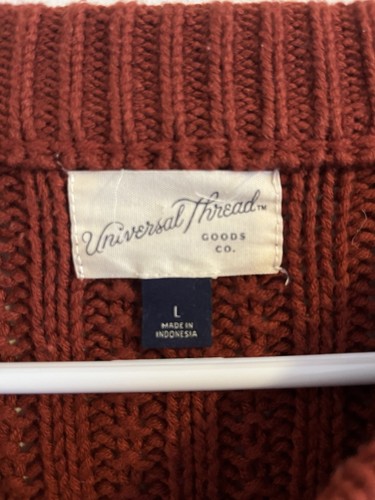 Universal Thread™
GOODS
CO.
L
MADE IN
INDONESIA